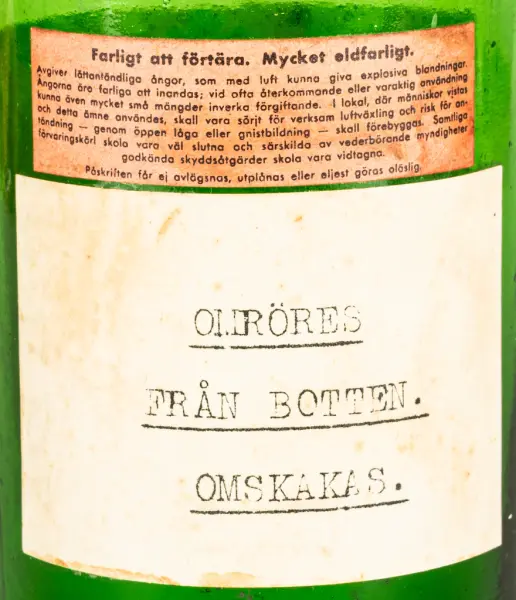 Farligt att förtära. Mycket eldfarligt.
Avgiver lättantändliga ångor, som med luft kunna giva explosiva blandningar.
Ångorna äro farliga att inandas; vid ofta återkommande eller varaktig användning
kunna även mycket små mängder inverka förgiftande. I lokal, där människor vistas
och detta ämne användes, skall vara sörjt för verksam luftväxling och risk för an-
tändning — genom öppen låga eller gnistbildning — skall förebyggas. Samtliga
förvaringskärl skola vara väl slutna och särskilda av vederbörande myndigheter
godkända skyddsåtgärder skola vara vidtagna.
Påskriften får ej avlägsnas, utplånas eller eljest göras oläslig.
OMRÖRES
FRÅN BOTTEN.
OMSKAKAS.